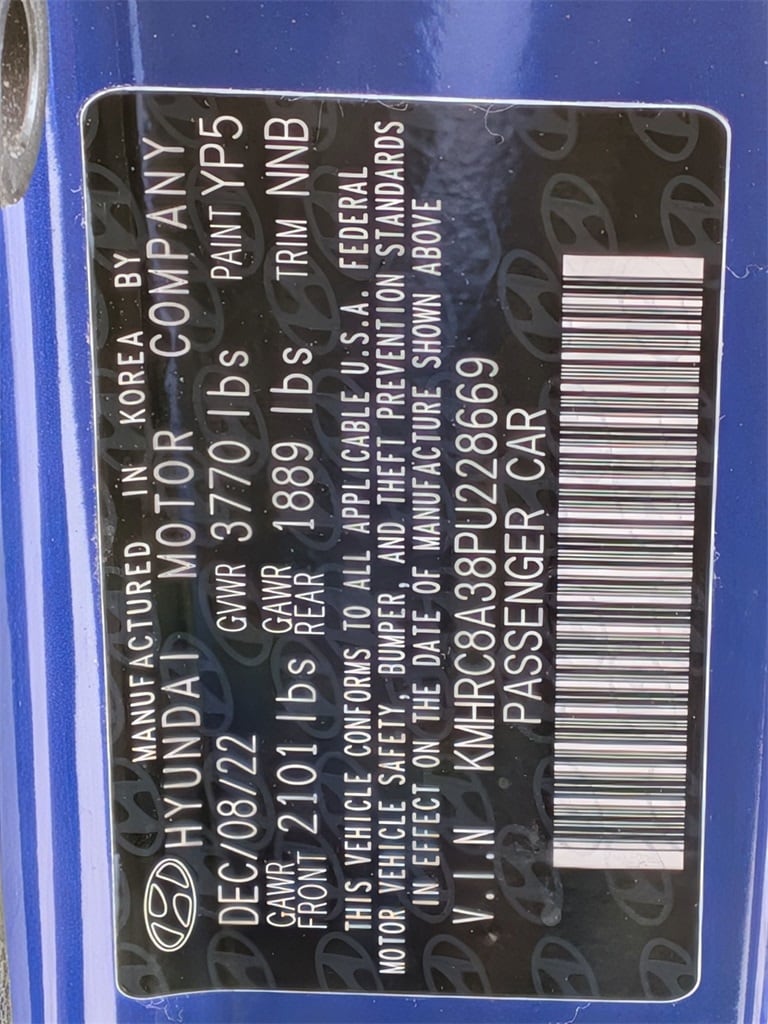 MANUFACTURED IN KOREA BY
HYUNDAI MOTOR COMPANY
DEC/08/22 GVWR 3770 lbs PAINT YP5
GAWR FRONT 2101 lbs GAWR REAR 1889 lbs TRIM NNB
THIS VEHICLE CONFORMS TO ALL APPLICABLE U.S.A. FEDERAL
MOTOR VEHICLE SAFETY, BUMPER, AND THEFT PREVENTION STANDARDS
IN EFFECT ON THE DATE OF MANUFACTURE SHOWN ABOVE
V.I.N KMHRC8A38PU228669
PASSENGER CAR